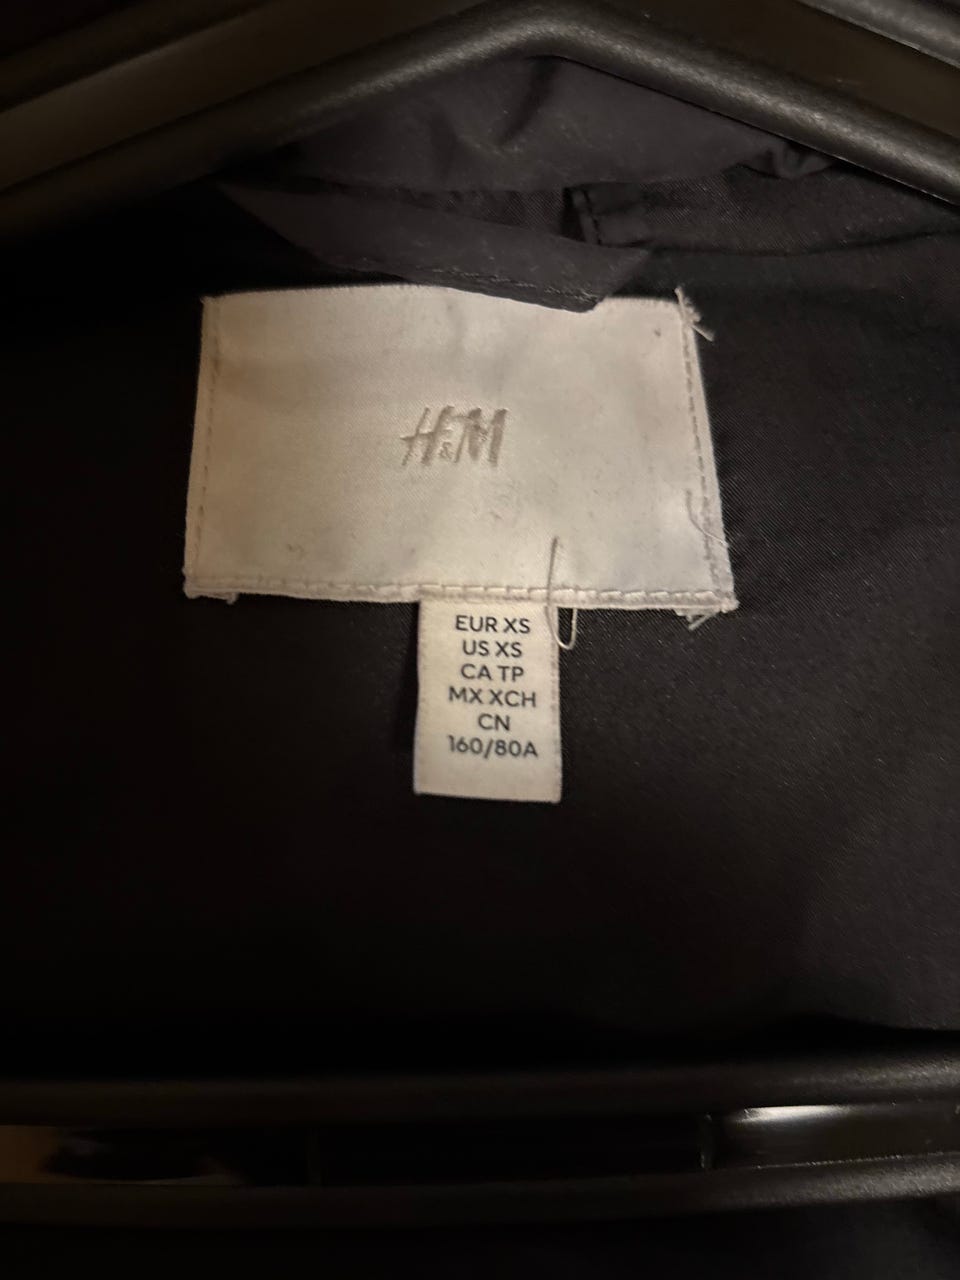 H&M
EUR XS
US XS
CA TP
MX XCH
CN
160/80A